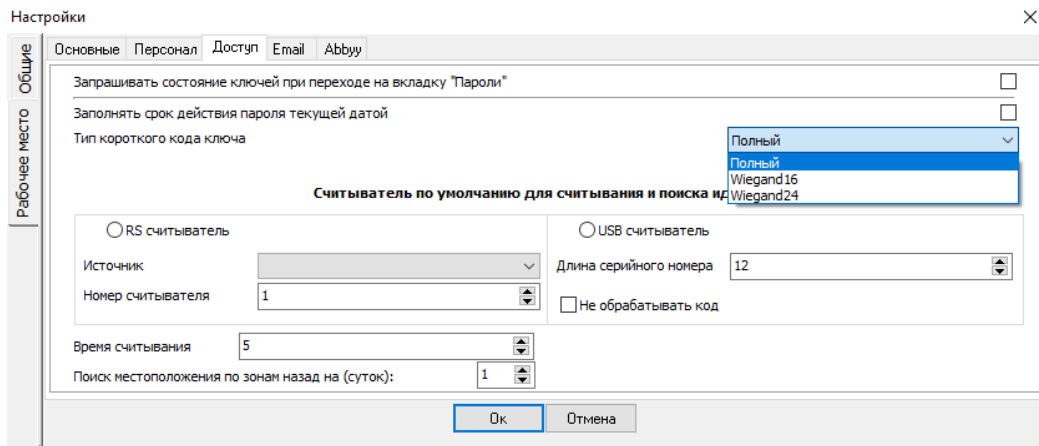 Настройки
Общие
Рабочее место
Основные Персонал Доступ Email Abbyy
Запрашивать состояние ключей при переходе на вкладку "Пароли"
Заполнять срок действия пароля текущей датой
Тип короткого кода ключа Полный
Полный
Wiegand16
Wiegand24
Считыватель по умолчанию для считывания и поиска ид
RS считыватель
USB считыватель
Источник
Длина серийного номера 12
Номер считывателя 1
Не обрабатывать код
Время считывания 5
Поиск местоположения по зонам назад на (суток): 1
Ок Отмена